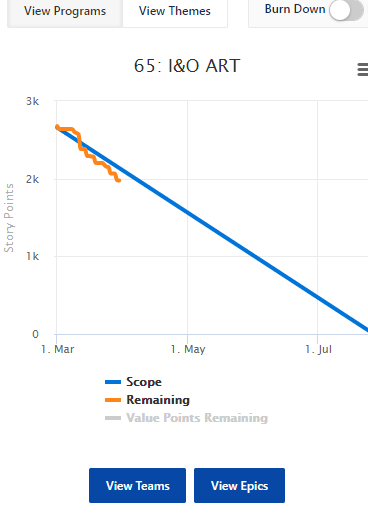 View Programs View Themes Burn Down
65: I&O ART
3k
2k
1k
0
Story Points
1. Mar 1. May 1. Jul
Scope
Remaining
Value Points Remaining
View Teams View Epics